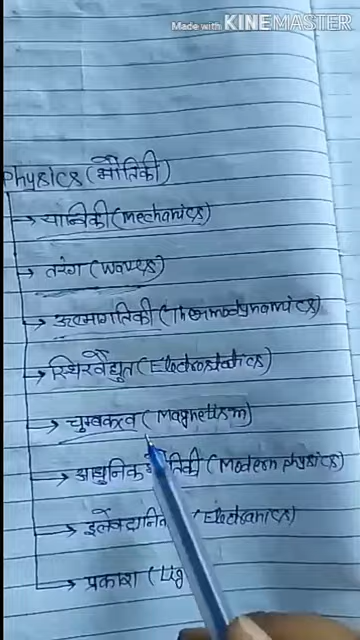 Made with KINEMASTER
Physics (भौतिकी)
यान्त्रिकी (Mechanics)
तरंग (Waves)
ऊष्मागतिकी (Thermodynamics)
स्थिरवैद्युत (Electrostatics)
चुम्बकत्व (Magnetism)
आधुनिक (Modern physics)
(Electronics)
प्रकाश